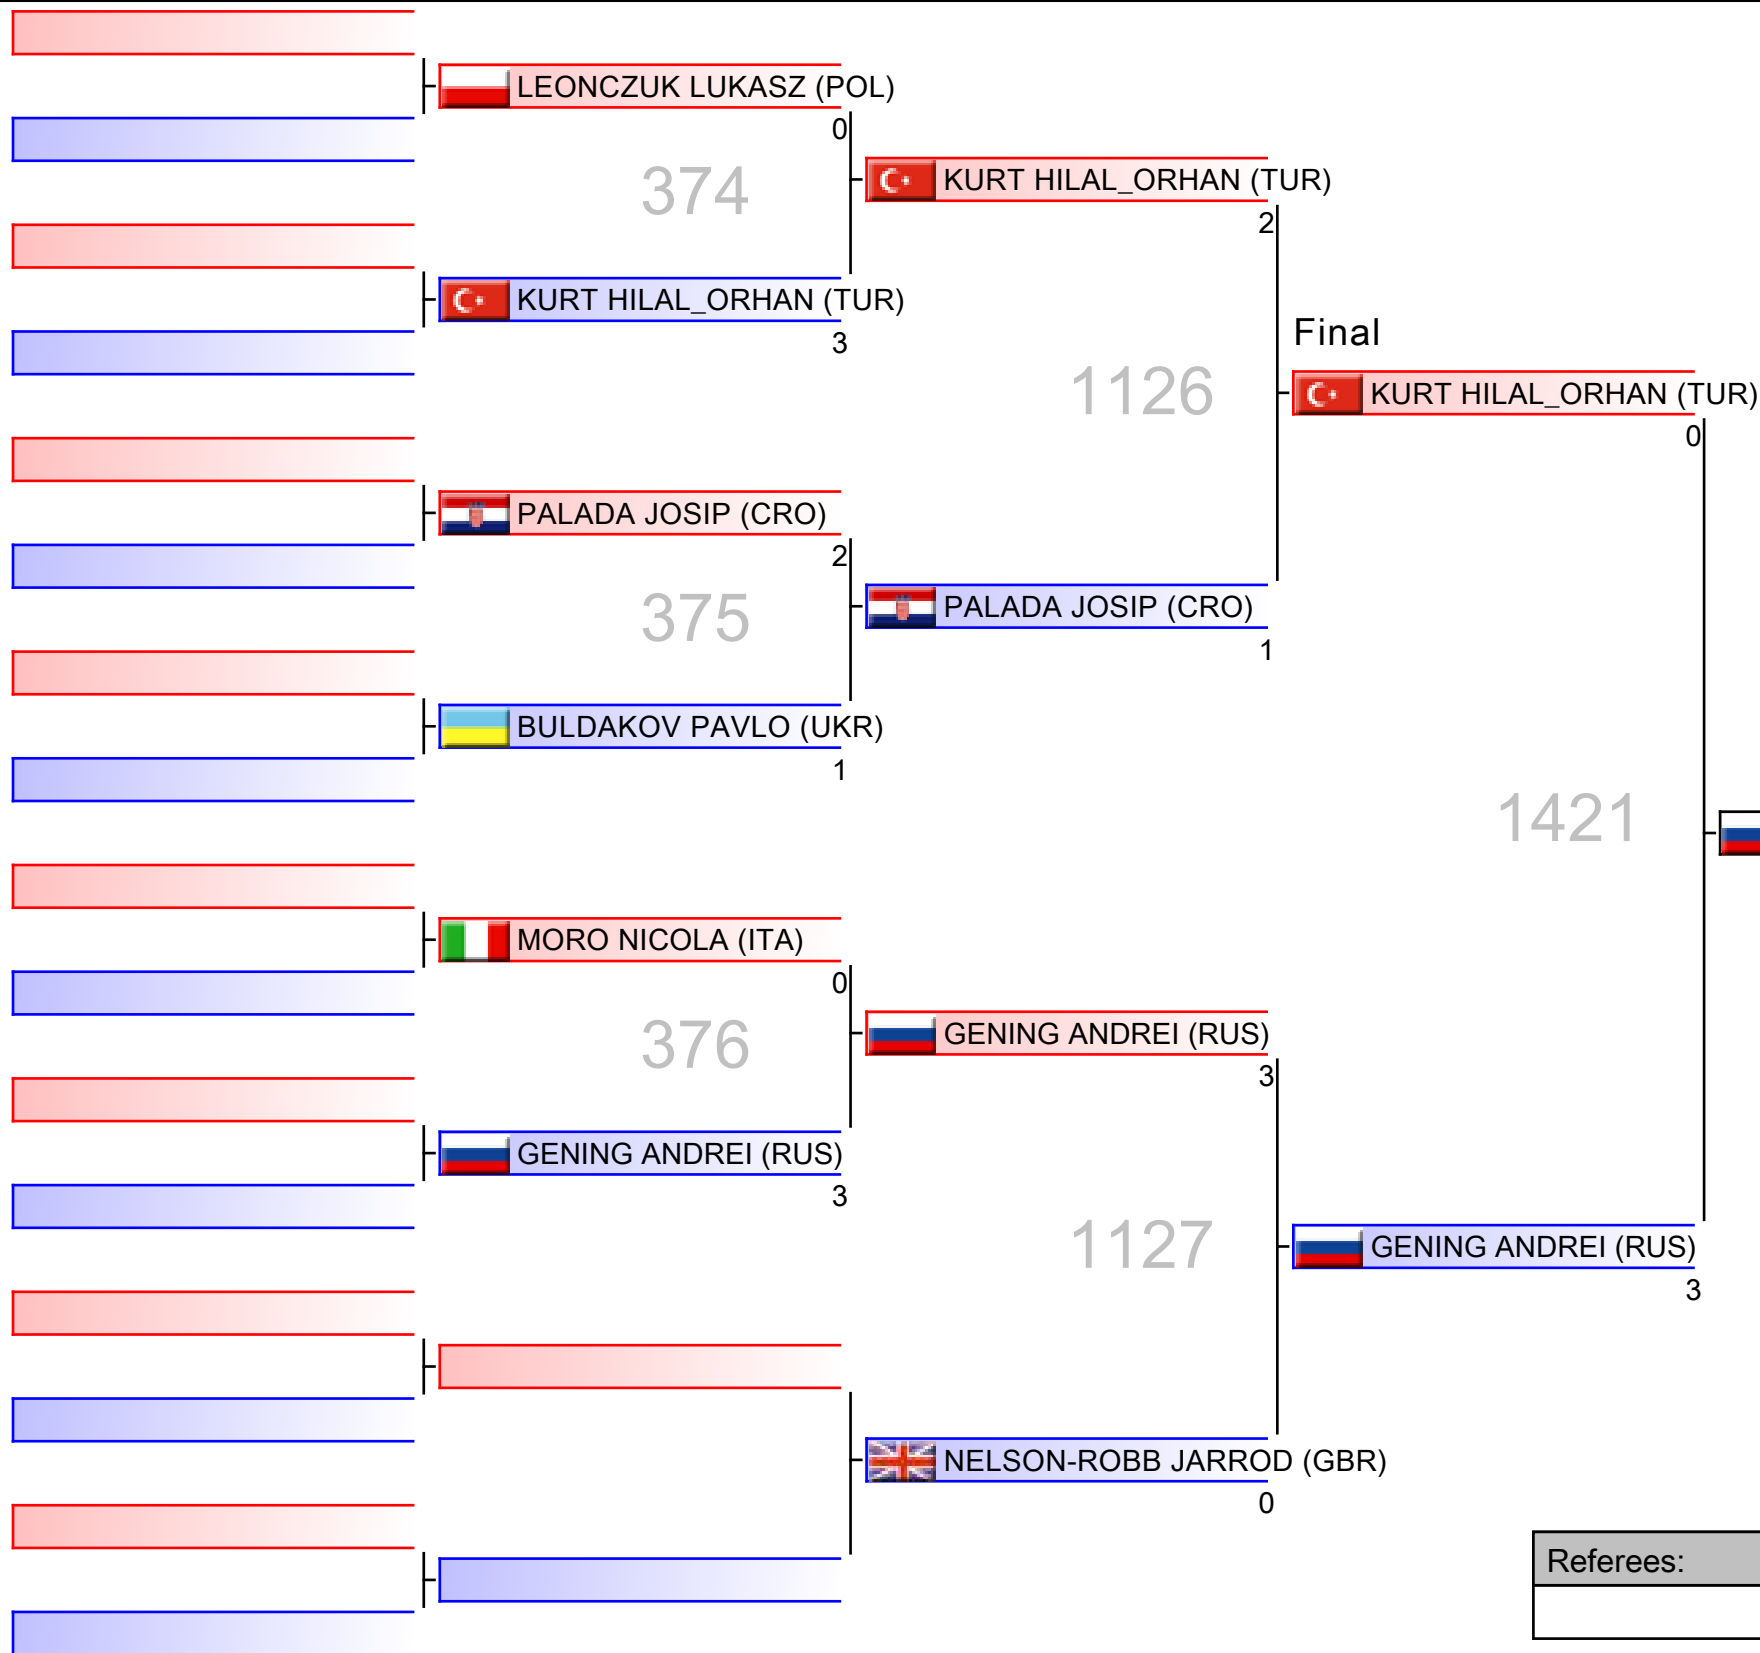 LEONCZUK LUKASZ (POL)
0
374
KURT HILAL_ORHAN (TUR)
2
KURT HILAL_ORHAN (TUR)
3
Final
1126
KURT HILAL_ORHAN (TUR)
0
PALADA JOSIP (CRO)
2
375
PALADA JOSIP (CRO)
1
BULDAKOV PAVLO (UKR)
1
1421
MORO NICOLA (ITA)
0
376
GENING ANDREI (RUS)
3
GENING ANDREI (RUS)
3
1127
GENING ANDREI (RUS)
3
NELSON-ROBB JARROD (GBR)
0
Referees: